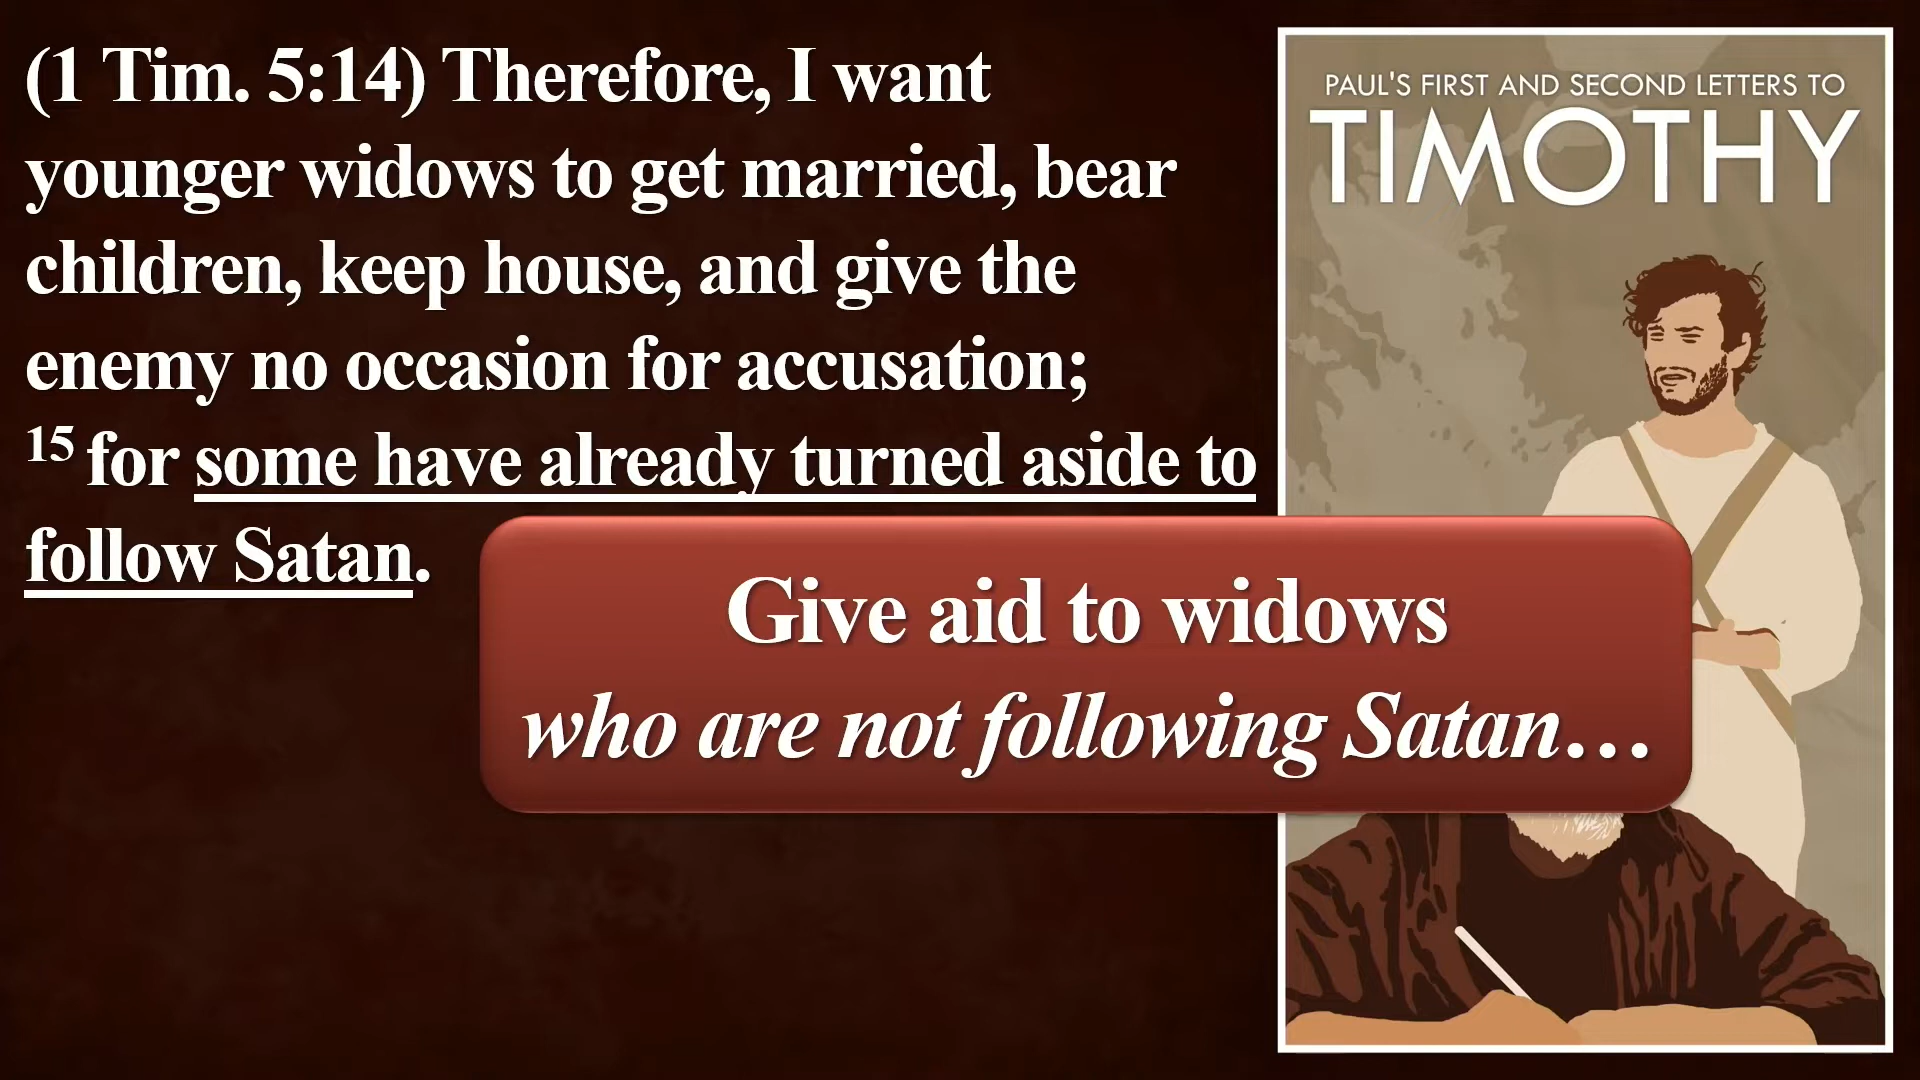 (1 Tim. 5:14) Therefore, I want
younger widows to get married, bear
children, keep house, and give the
enemy no occasion for accusation;
15 for some have already turned aside to
follow Satan.
Give aid to widows
who are not following Satan…
PAUL'S FIRST AND SECOND LETTERS TO
TIMOTHY